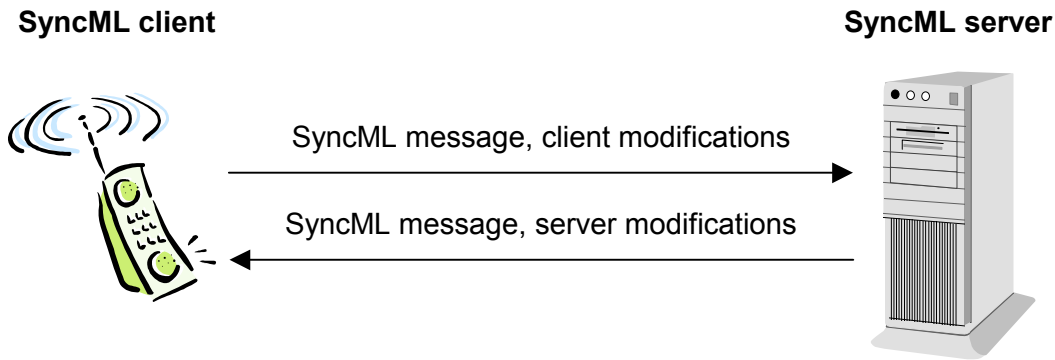 SyncML client
SyncML server
SyncML message, client modifications
SyncML message, server modifications